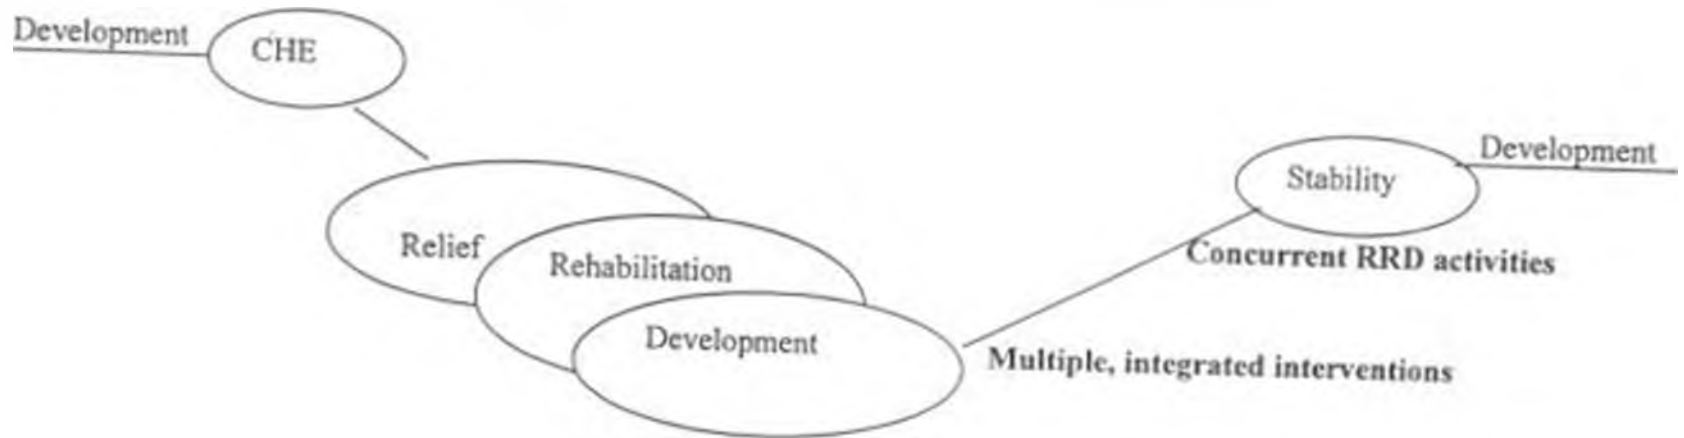 Development
CHE
Development
Stability
Relief
Rehabilitation
Concurrent RRD activities
Development
Multiple, integrated interventions